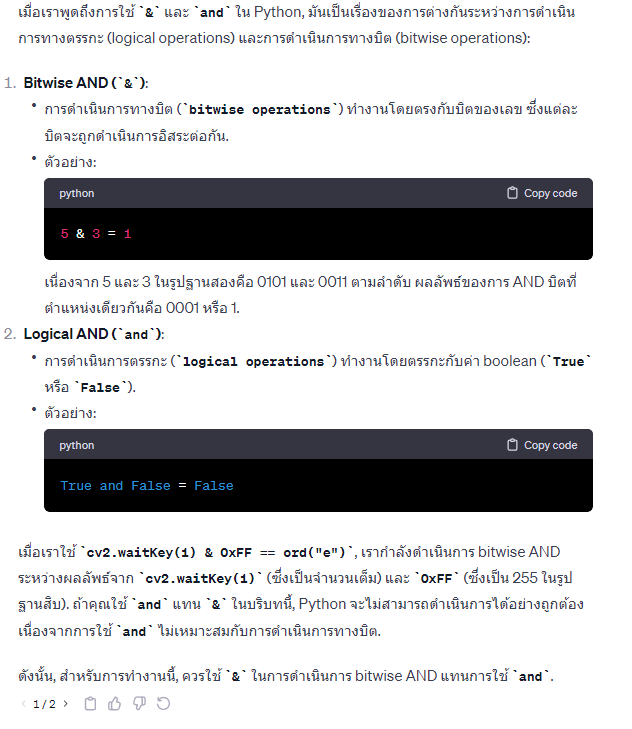 เมื่อเราพูดถึงการใช้ `&` และ `and` ใน Python, มันเป็นเรื่องของการต่างกันระหว่างการดำเนิน
การทางตรรกะ (logical operations) และการดำเนินการทางบิต (bitwise operations):
1. Bitwise AND (`&`):
• การดำเนินการทางบิต (`bitwise operations`) ทำงานโดยตรงกับบิตของเลข ซึ่งแต่ละ
บิตจะถูกดำเนินการอิสระต่อกัน.
• ตัวอย่าง:
python Copy code
5 & 3 = 1
เนื่องจาก 5 และ 3 ในรูปฐานสองคือ 0101 และ 0011 ตามลำดับ ผลลัพธ์ของการ AND บิตที่
ตำแหน่งเดียวกันคือ 0001 หรือ 1.
2. Logical AND (`and`):
• การดำเนินการตรรกะ (`logical operations`) ทำงานโดยตรรกะกับค่า boolean (`True`
หรือ `False`).
• ตัวอย่าง:
python Copy code
True and False = False
เมื่อเราใช้ `cv2.waitKey(1) & 0xFF == ord("e")`, เรากำลังดำเนินการ bitwise AND
ระหว่างผลลัพธ์จาก `cv2.waitKey(1)` (ซึ่งเป็นจำนวนเต็ม) และ `0xFF` (ซึ่งเป็น 255 ในรูป
ฐานสิบ). ถ้าคุณใช้ `and` แทน `&` ในบริบทนี้, Python จะไม่สามารถดำเนินการได้อย่างถูกต้อง
เนื่องจากการใช้ `and` ไม่เหมาะสมกับการดำเนินการทางบิต.
ดังนั้น, สำหรับการทำงานนี้, ควรใช้ `&` ในการดำเนินการ bitwise AND แทนการใช้ `and`.
1 / 2